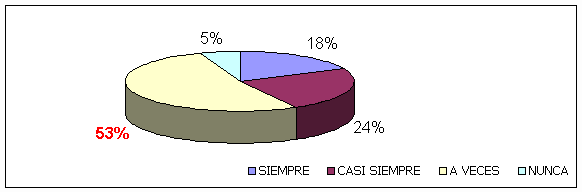 5%
18%
53%
24%
SIEMPRE CASI SIEMPRE A VECES NUNCA